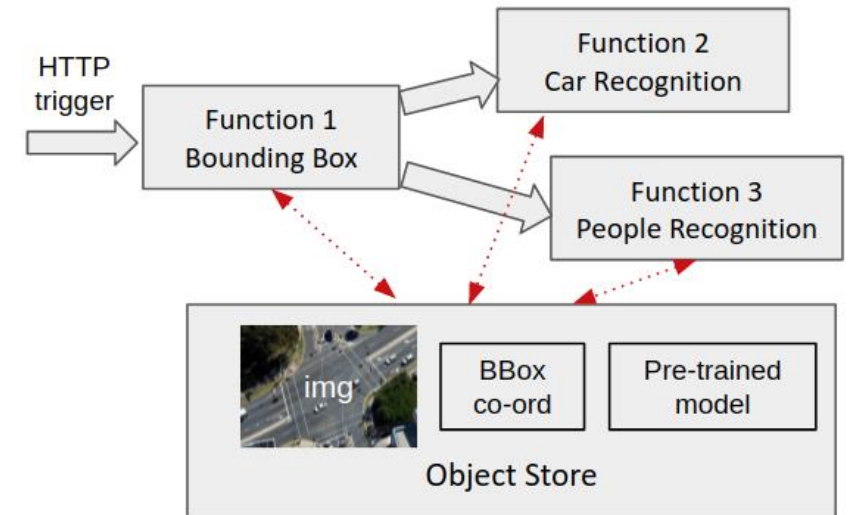 HTTP
trigger
Function 1
Bounding Box
Function 2
Car Recognition
Function 3
People Recognition
img
BBox
co-ord
Pre-trained
model
Object Store